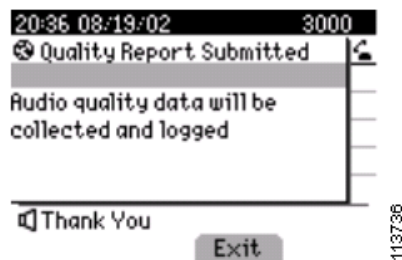 20:36 08/19/02 3000
Quality Report Submitted
Audio quality data will be
collected and logged
Thank You
Exit
113736